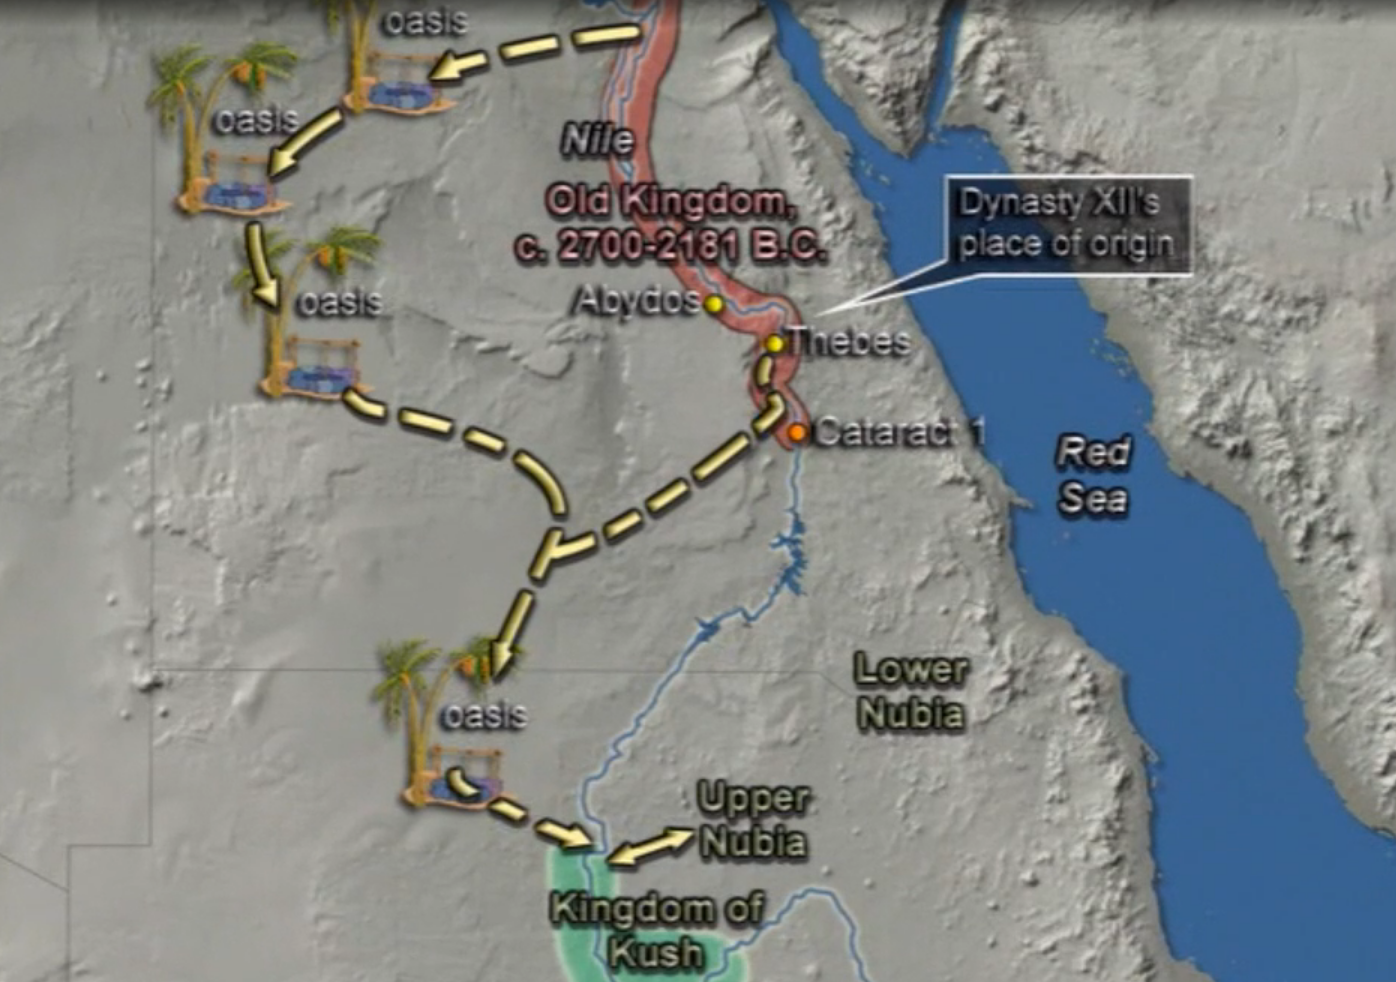 oasis
oasis
Nile
Old Kingdom,
c. 2700-2181 B.C.
Dynasty XII's
place of origin
oasis
Abydos
Thebes
Cataract 1
Red
Sea
Lower
Nubia
oasis
Upper
Nubia
Kingdom of
Kush